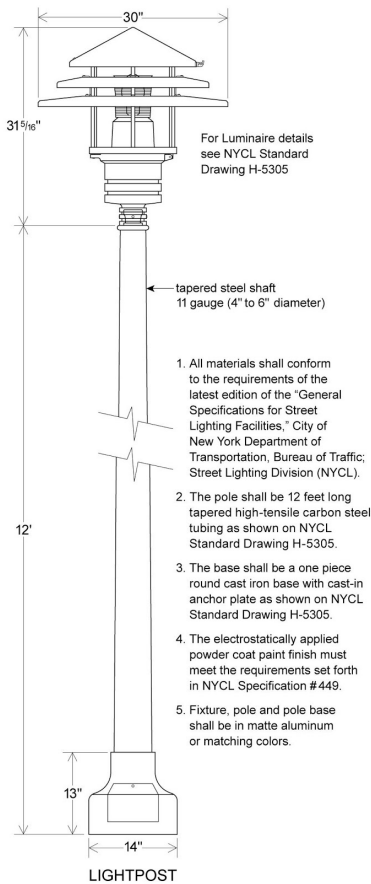 30"
31 5/16"
For Luminaire details
see NYCL Standard
Drawing H-5305
tapered steel shaft
11 gauge (4" to 6" diameter)
1. All materials shall conform
to the requirements of the
latest edition of the “General
Specifications for Street
Lighting Facilities,” City of
New York Department of
Transportation, Bureau of Traffic;
Street Lighting Division (NYCL).
2. The pole shall be 12 feet long
tapered high-tensile carbon steel
tubing as shown on NYCL
Standard Drawing H-5305.
12'
3. The base shall be a one piece
round cast iron base with cast-in
anchor plate as shown on NYCL
Standard Drawing H-5305.
4. The electrostatically applied
powder coat paint finish must
meet the requirements set forth
in NYCL Specification #449.
5. Fixture, pole and pole base
shall be in matte aluminum
or matching colors.
13"
14"
LIGHTPOST